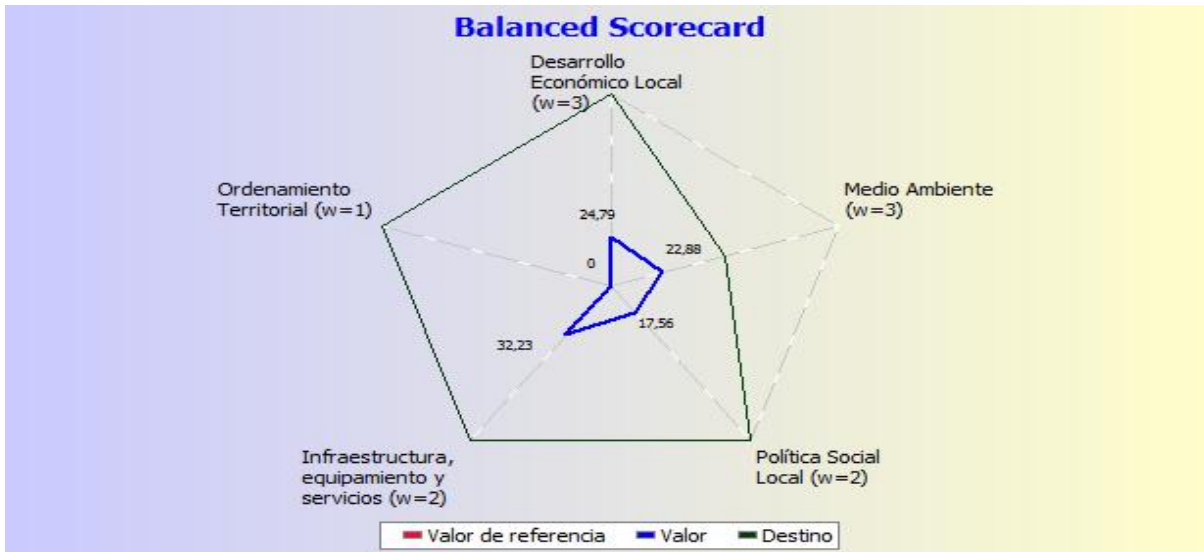 Balanced Scorecard
Desarrollo
Económico Local
(w=3)
Ordenamiento
Territorial (w=1)
Medio Ambiente
(w=3)
24,79
22,88
0
17,56
32,23
Infraestructura,
equipamiento y
servicios (w=2)
Política Social
Local (w=2)
Valor de referencia Valor Destino